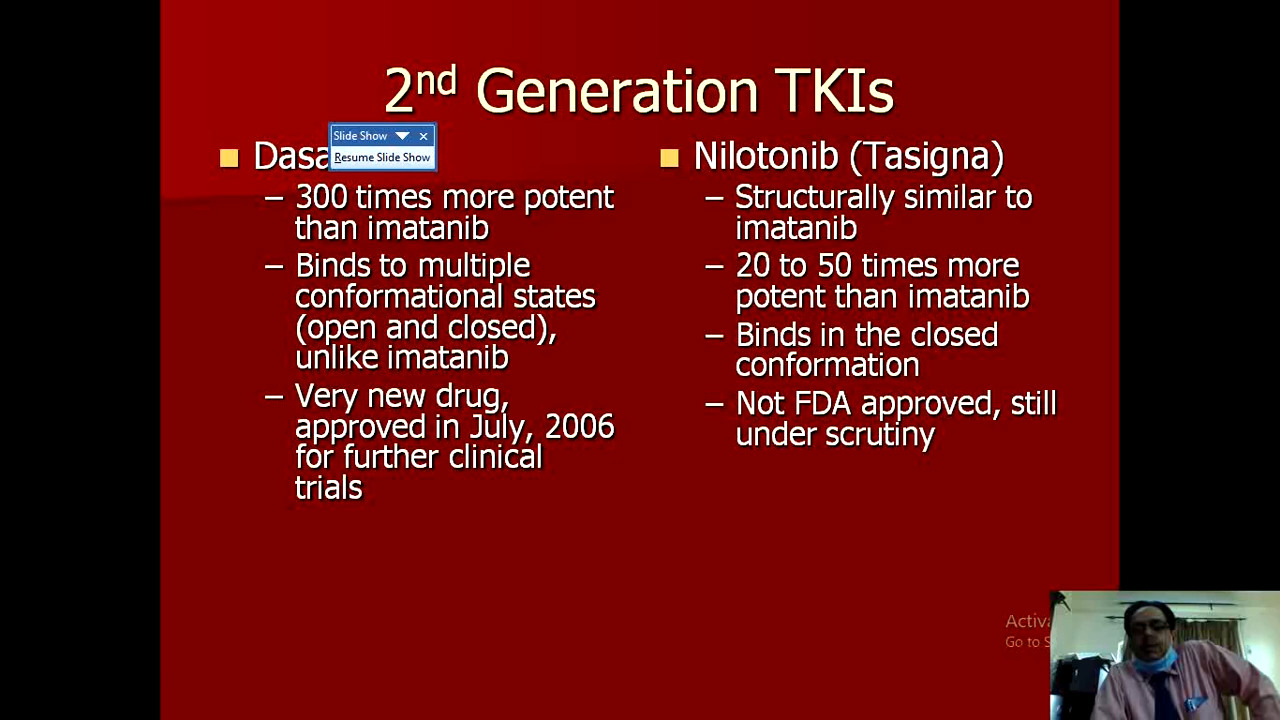 2nd Generation TKIs
Slide Show
Resume Slide Show
300 times more potent
than imatanib
– Binds to multiple
conformational states
(open and closed),
unlike imatanib
– Very new drug,
approved in July, 2006
for further clinical
trials
Nilotonib (Tasigna)
– Structurally similar to
imatanib
– 20 to 50 times more
potent than imatanib
– Binds in the closed
conformation
– Not FDA approved, still
under scrutiny
Go to